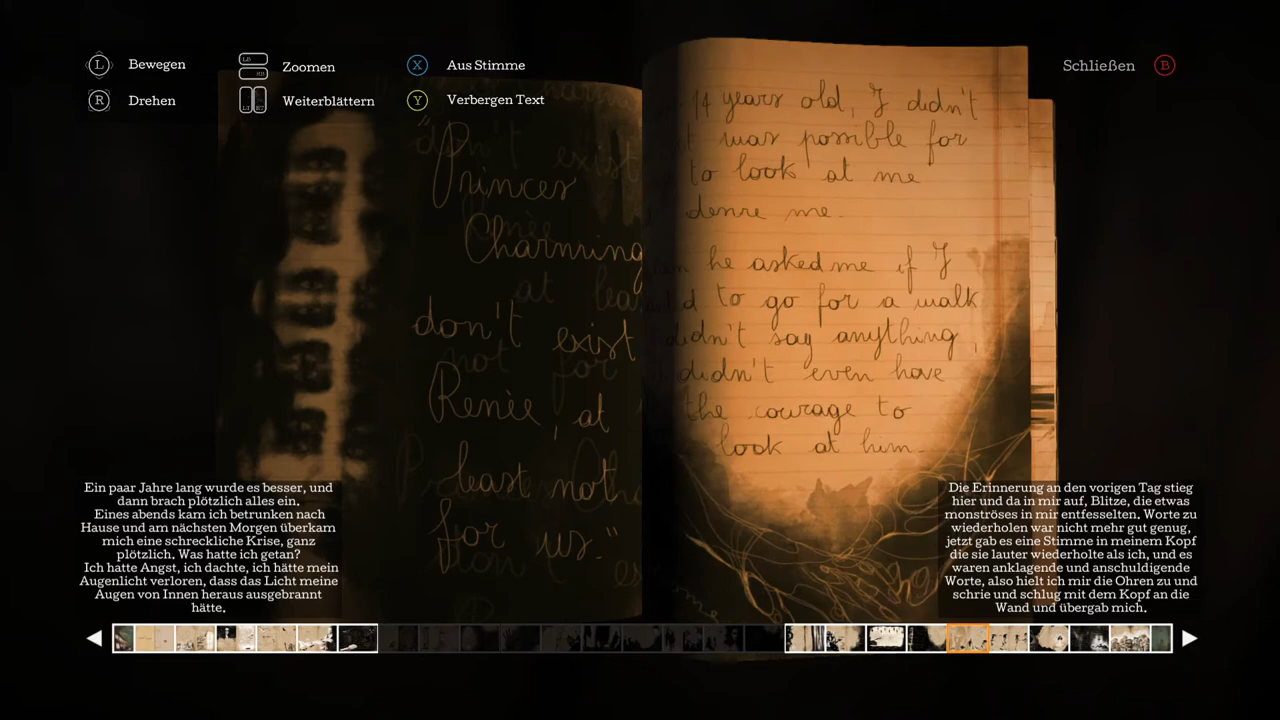 Bewegen
Zoomen
X Aus Stimme
Schließen B
L
LB
RB
R Drehen
Weiterblättern
Y Verbergen Text
"Princes
Charming
don't exist
Renèe, at
least not
for us."
14 years old, I didn't
it was possible for
to look at me
denre me.
he asked me if I
to go for a walk
didn't say anything,
didn't even have
the courage to
look at him.
Ein paar Jahre lang wurde es besser, und
dann brach plötzlich alles ein.
Eines abends kam ich betrunken nach
Hause und am nächsten Morgen überkam
mich eine schreckliche Krise, ganz
plötzlich. Was hatte ich getan?
Ich hatte Angst, ich dachte, ich hätte mein
Augenlicht verloren, dass das Licht meine
Augen von Innen heraus ausgebrannt
hätte.
Die Erinnerung an den vorigen Tag stieg
hier und da in mir auf, Blitze, die etwas
monströses in mir entfesselten. Worte zu
wiederholen war nicht mehr gut genug,
jetzt gab es eine Stimme in meinem Kopf
die sie lauter wiederholte als ich, und es
waren anklagende und anschuldigende
Worte, also hielt ich mir die Ohren zu und
schrie und schlug mit dem Kopf an die
Wand und übergab mich.